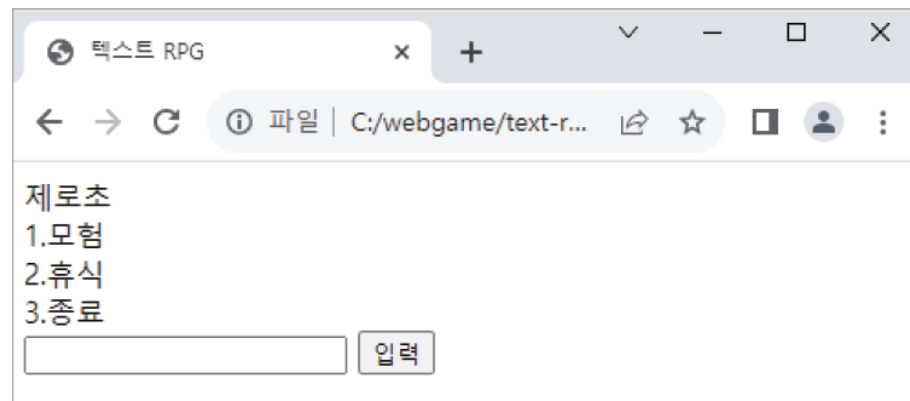 텍스트 RPG
파일 C:/webgame/text-r...
제로초
1.모험
2.휴식
3.종료
입력